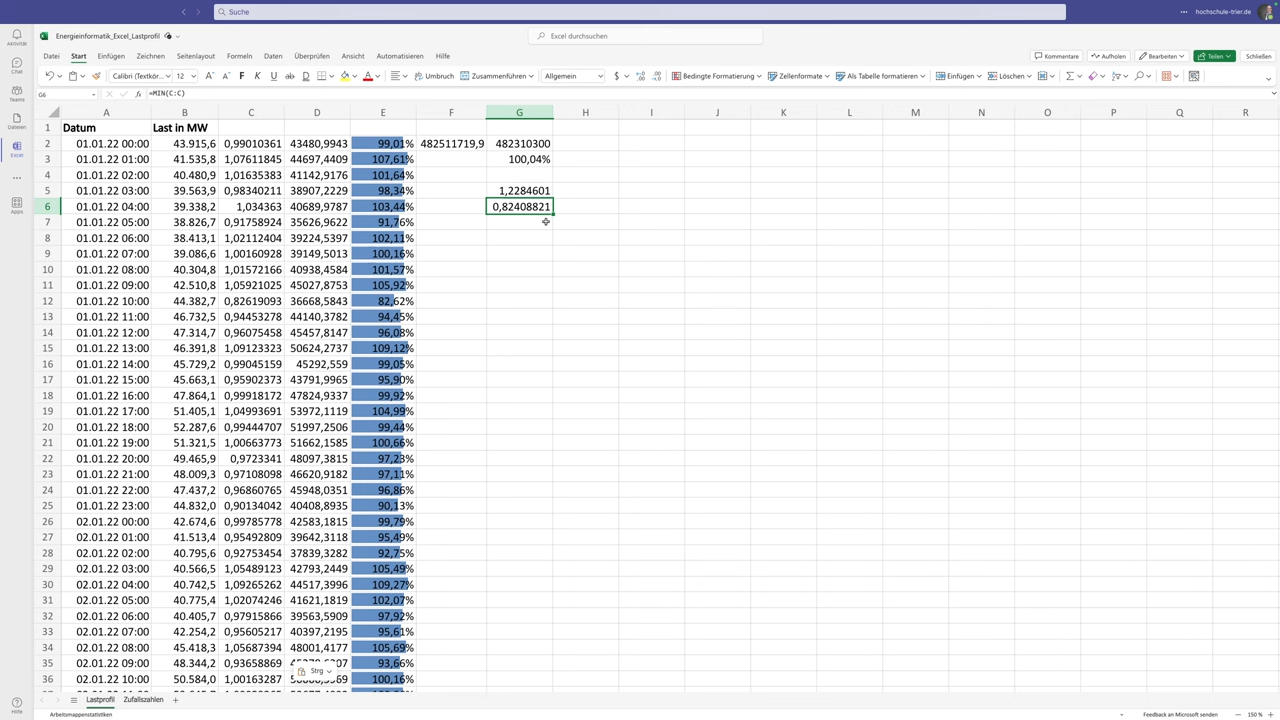 Suche
hochschule-trier.de
Aktivität
Chat
Teams
Dateien
Excel
Apps
Hilfe
Energieinformatik_Excel_Lastprofil
Excel durchsuchen
Datei Start Einfügen Zeichnen Seitenlayout Formeln Daten Überprüfen Ansicht Automatisieren Hilfe
Kommentare Aufholen Bearbeiten Teilen Schließen
Calibri (Textkör... 12 F K U ab D Umbruch Zusammenführen Allgemein $ Bedingte Formatierung Zellenformate Als Tabelle formatieren Einfügen Löschen
G6 fx =MIN(C:C)
A B C D E F G H I J K L M N O P Q R
1 Datum Last in MW
2 01.01.22 00:00 43.915,6 0,99010361 43480,9943 99,01% 482511719,9 482310300
3 01.01.22 01:00 41.535,8 1,07611845 44697,4409 107,61% 100,04%
4 01.01.22 02:00 40.480,9 1,01635831 41142,9176 101,64%
5 01.01.22 03:00 39.563,9 0,98340211 38907,2229 98,34% 1,2284601
6 01.01.22 04:00 39.338,2 1,034363 40689,9787 103,44% 0,82408821
7 01.01.22 05:00 38.826,7 0,91758924 35626,9622 91,76%
8 01.01.22 06:00 38.413,1 1,02112404 39224,5397 102,11%
9 01.01.22 07:00 39.086,6 1,00160928 39149,5013 100,16%
10 01.01.22 08:00 40.304,8 1,01572166 40938,4584 101,57%
11 01.01.22 09:00 42.510,8 1,05921025 45027,8753 105,92%
12 01.01.22 10:00 44.382,7 0,82619093 36668,5843 82,62%
13 01.01.22 11:00 46.732,5 0,94453278 44140,3782 94,45%
14 01.01.22 12:00 47.314,7 0,96075458 45457,8147 96,08%
15 01.01.22 13:00 46.391,8 1,09123323 50624,2737 109,12%
16 01.01.22 14:00 45.729,2 0,99045159 45292,559 99,05%
17 01.01.22 15:00 45.663,1 0,95902373 43791,9965 95,90%
18 01.01.22 16:00 47.864,1 0,99918172 47824,9337 99,92%
19 01.01.22 17:00 51.405,1 1,04993691 53972,1119 104,99%
20 01.01.22 18:00 52.287,6 0,99444707 51997,2506 99,44%
21 01.01.22 19:00 51.321,5 1,00663773 51662,1585 100,66%
22 01.01.22 20:00 49.465,9 0,9723341 48097,3815 97,23%
23 01.01.22 21:00 48.009,3 0,97108098 46620,9182 97,11%
24 01.01.22 22:00 47.437,2 0,96860765 45948,0351 96,86%
25 01.01.22 23:00 44.832,0 0,90134042 40408,8935 90,13%
26 02.01.22 00:00 42.674,6 0,99785778 42583,1815 99,79%
27 02.01.22 01:00 41.513,4 0,95492809 39642,3118 95,49%
28 02.01.22 02:00 40.795,6 0,92753454 37839,3282 92,75%
29 02.01.22 03:00 40.566,5 1,05489123 42793,2449 105,49%
30 02.01.22 04:00 40.742,5 1,09265262 44517,3996 109,27%
31 02.01.22 05:00 40.775,4 1,02074246 41621,1819 102,07%
32 02.01.22 06:00 40.405,7 0,97915866 39563,5909 97,92%
33 02.01.22 07:00 42.254,2 0,95605217 40397,2195 95,61%
34 02.01.22 08:00 45.418,3 1,05687394 48001,4177 105,69%
35 02.01.22 09:00 48.344,2 0,93658869 93,66%
36 02.01.22 10:00 50.584,0 1,00163287 100,16%
Strg
Lastprofil Zufallszahlen
Arbeitsmappenstatistiken Feedback an Microsoft senden 150 %